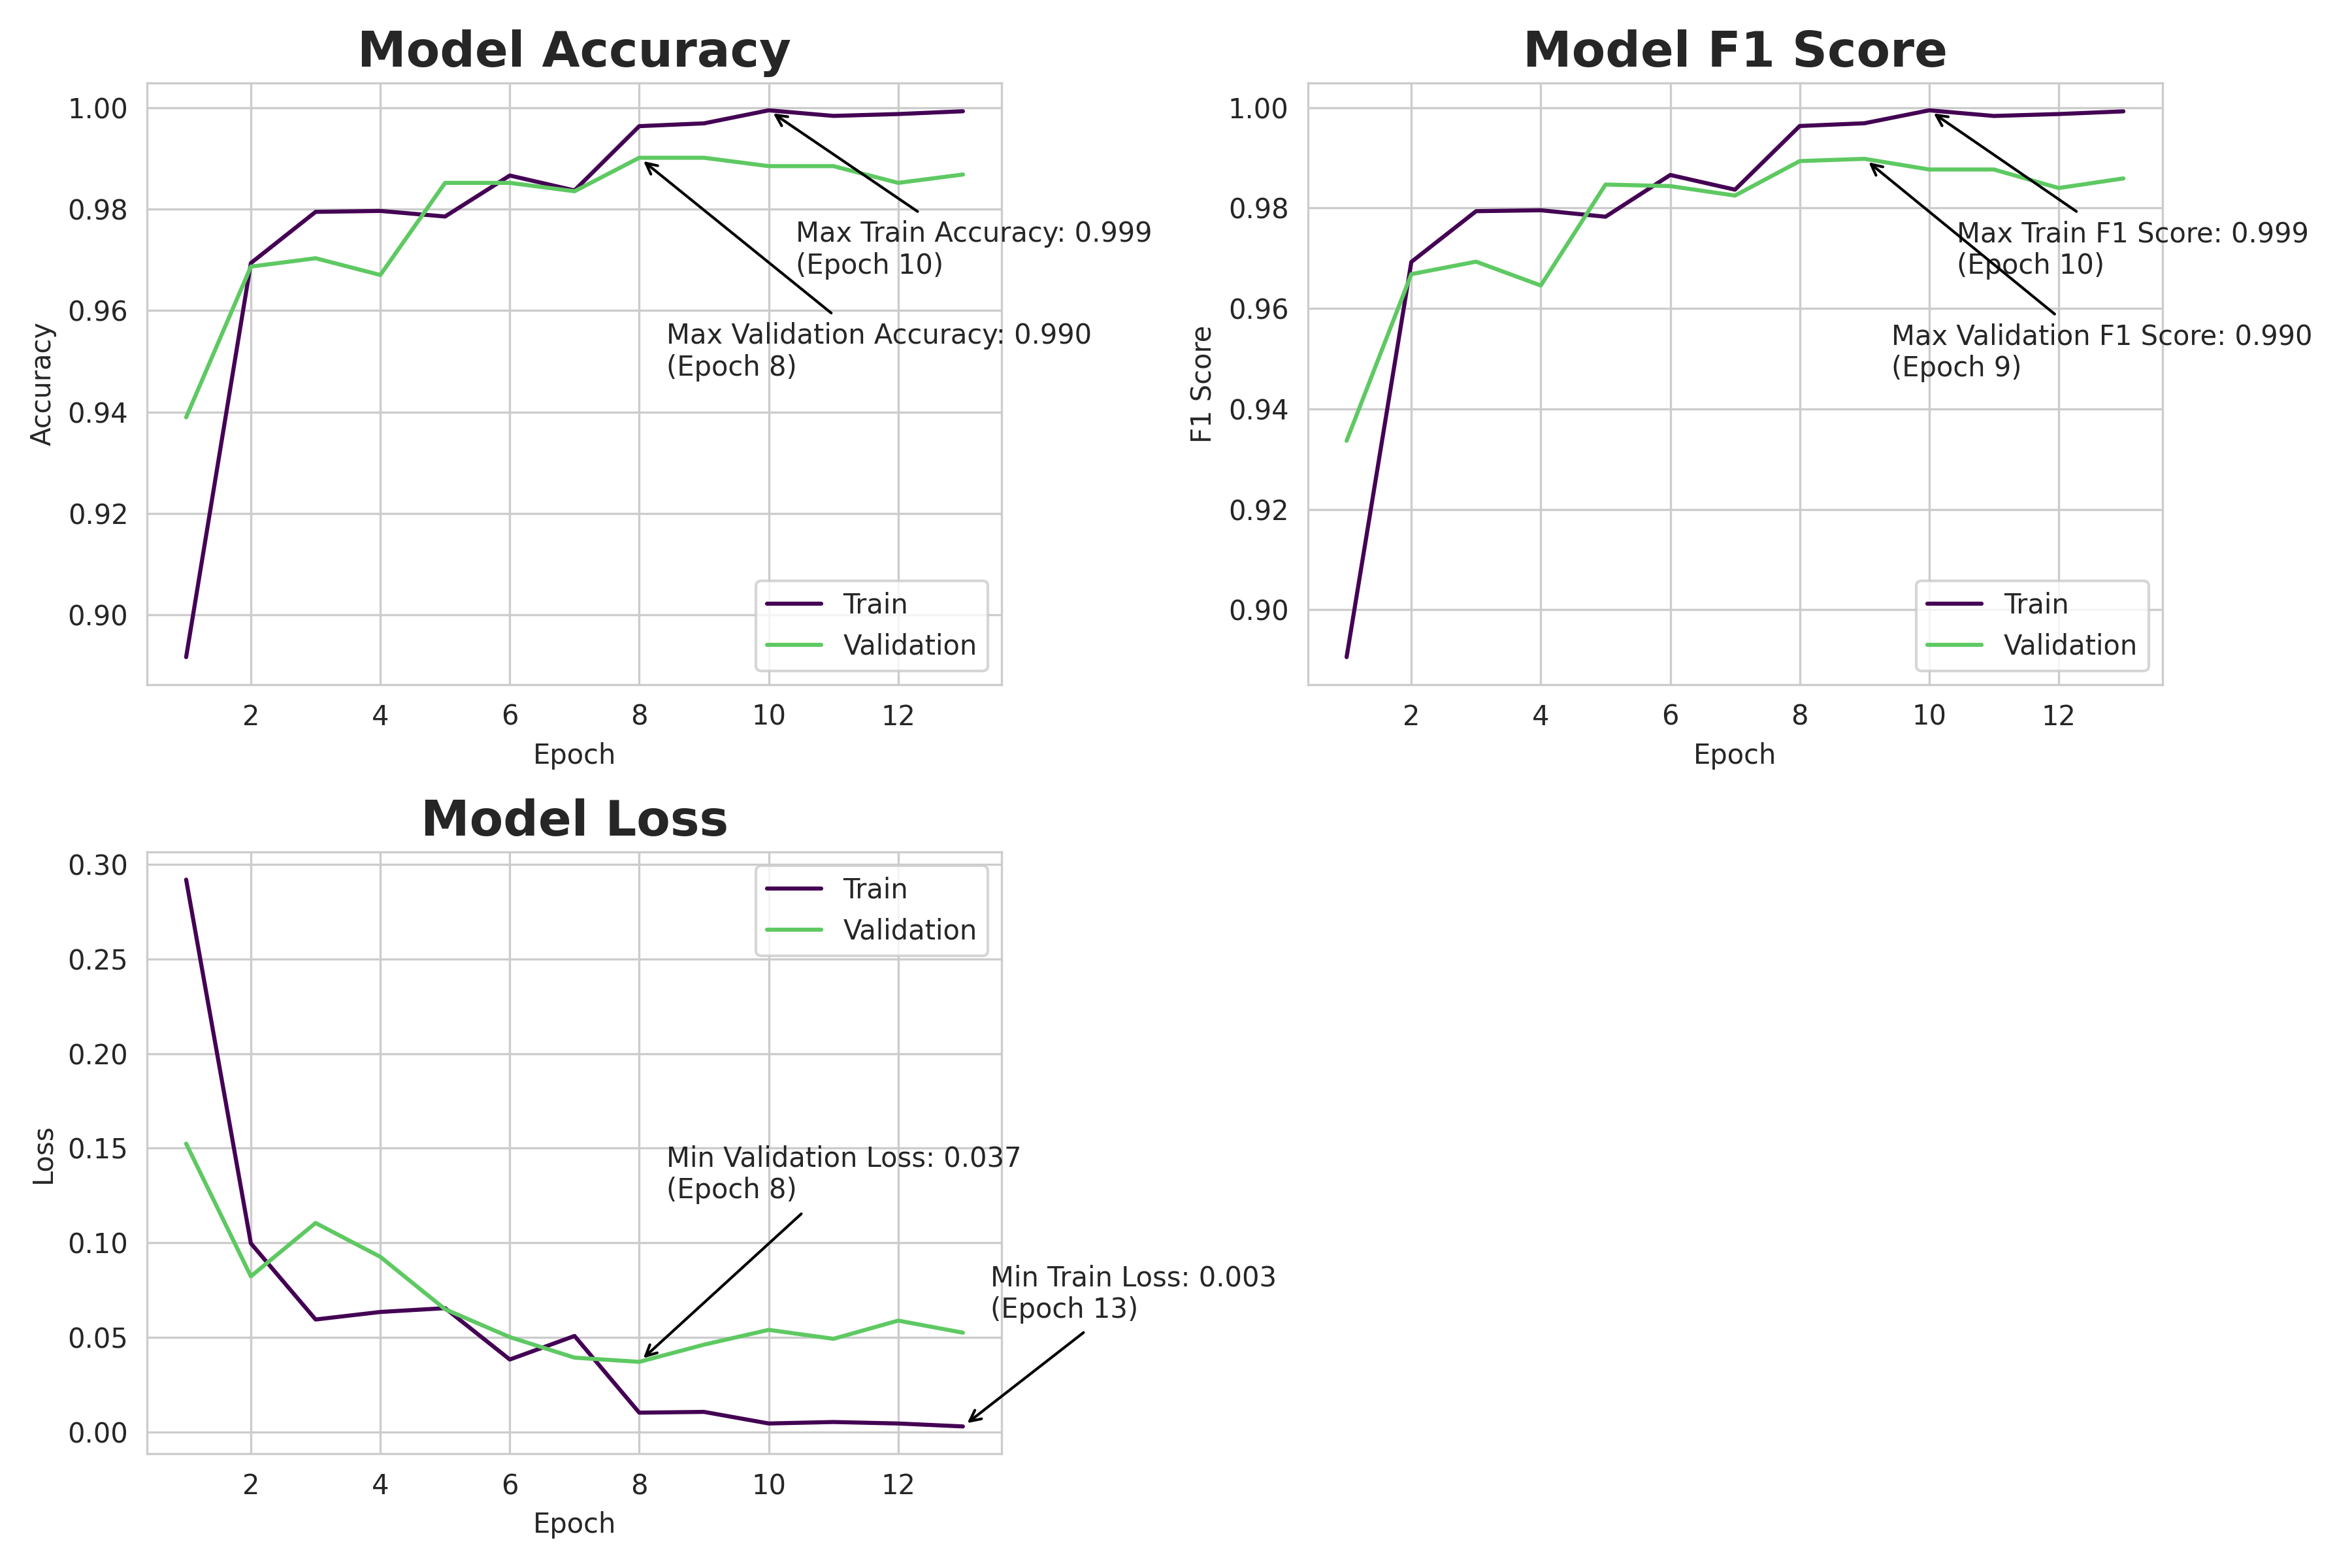 Model Accuracy
1.00
0.98
0.96
0.94
0.92
0.90
Accuracy
Max Train Accuracy: 0.999
(Epoch 10)
Max Validation Accuracy: 0.990
(Epoch 8)
Train
Validation
2 4 6 8 10 12
Epoch
Model F1 Score
1.00
0.98
0.96
0.94
0.92
0.90
F1 Score
Max Train F1 Score: 0.999
(Epoch 10)
Max Validation F1 Score: 0.990
(Epoch 9)
Train
Validation
2 4 6 8 10 12
Epoch
Model Loss
0.30
0.25
0.20
0.15
0.10
0.05
0.00
Loss
Train
Validation
Min Validation Loss: 0.037
(Epoch 8)
Min Train Loss: 0.003
(Epoch 13)
2 4 6 8 10 12
Epoch